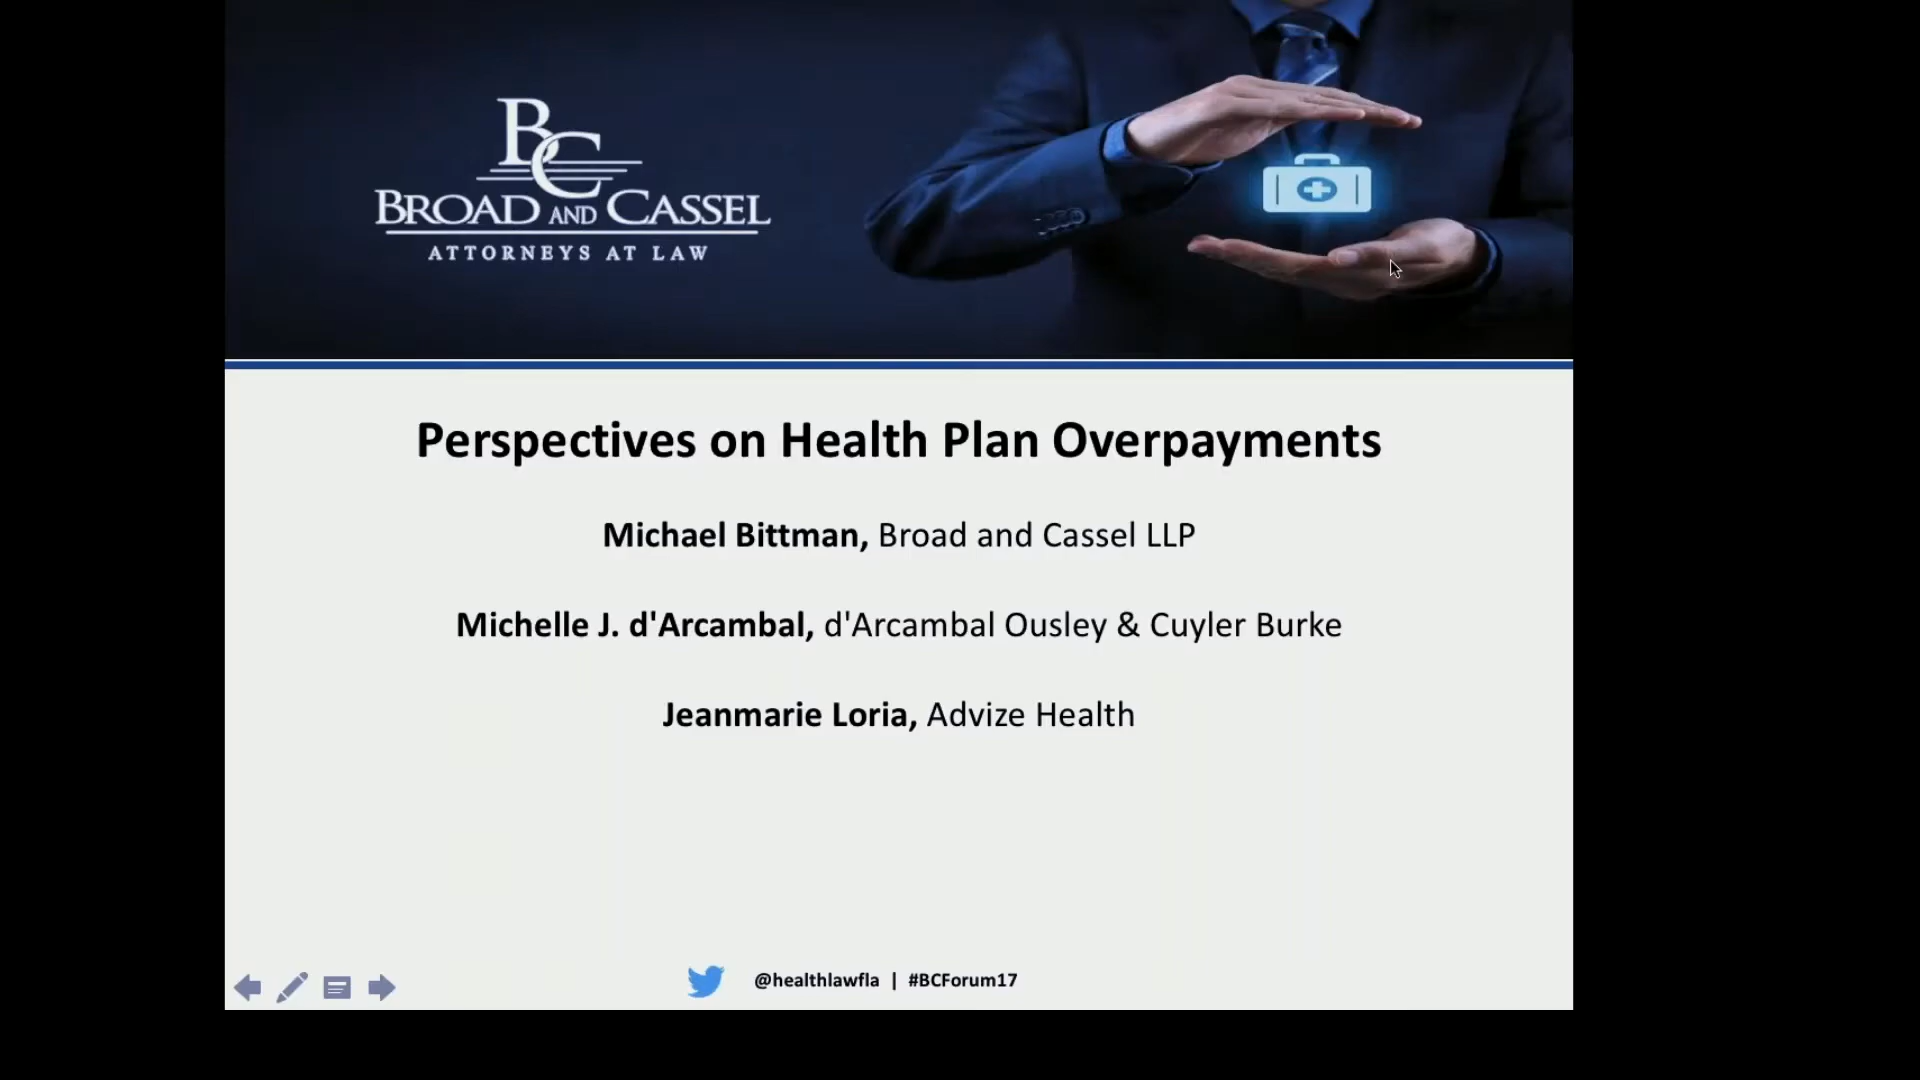 BC
BROAD AND CASSEL
ATTORNEYS AT LAW
Perspectives on Health Plan Overpayments
Michael Bittman, Broad and Cassel LLP
Michelle J. d'Arcambal, d'Arcambal Ousley & Cuyler Burke
Jeanmarie Loria, Advize Health
@healthlawfla | #BCForum17